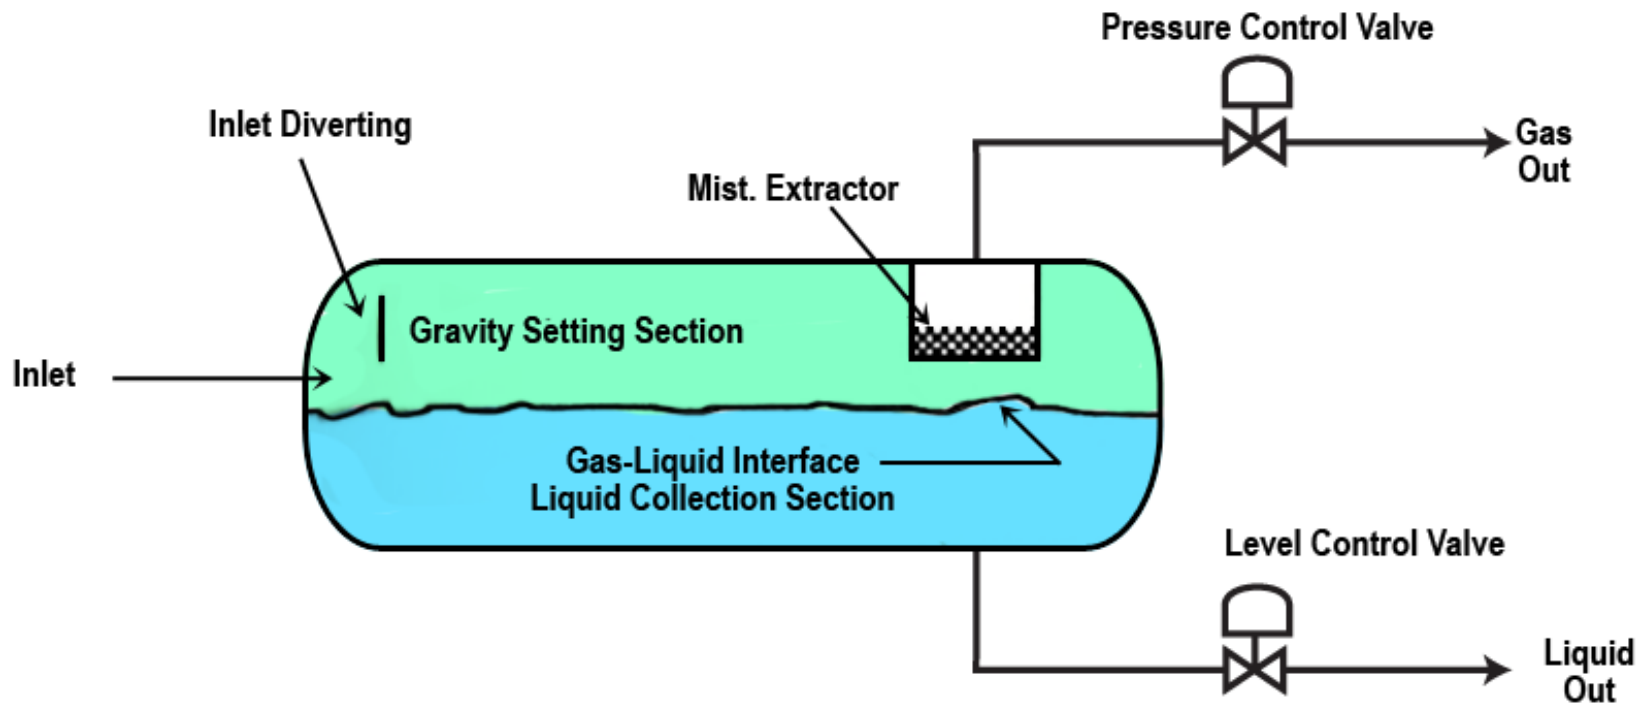 Pressure Control Valve
Inlet Diverting
Gas
Out
Mist. Extractor
Gravity Setting Section
Inlet
Gas-Liquid Interface
Liquid Collection Section
Level Control Valve
Liquid
Out